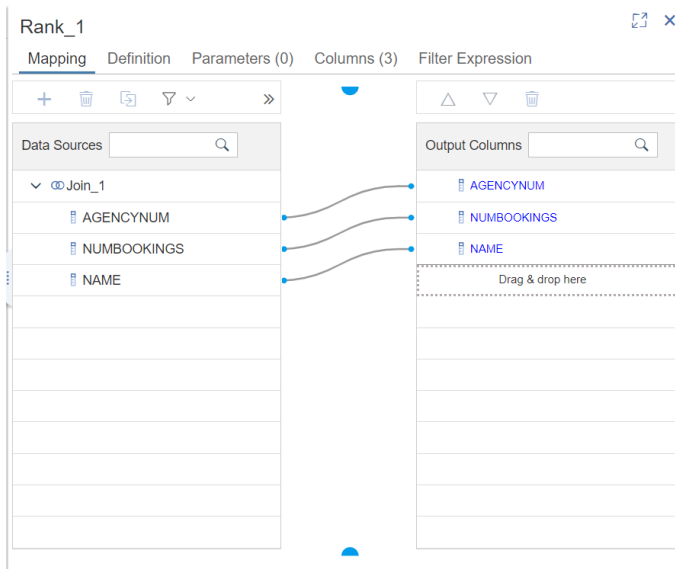 Rank_1
Mapping Definition Parameters (0) Columns (3) Filter Expression
Data Sources
Output Columns
Join_1
AGENCYNUM
AGENCYNUM
NUMBOOKINGS
NUMBOOKINGS
NAME
NAME
Drag & drop here